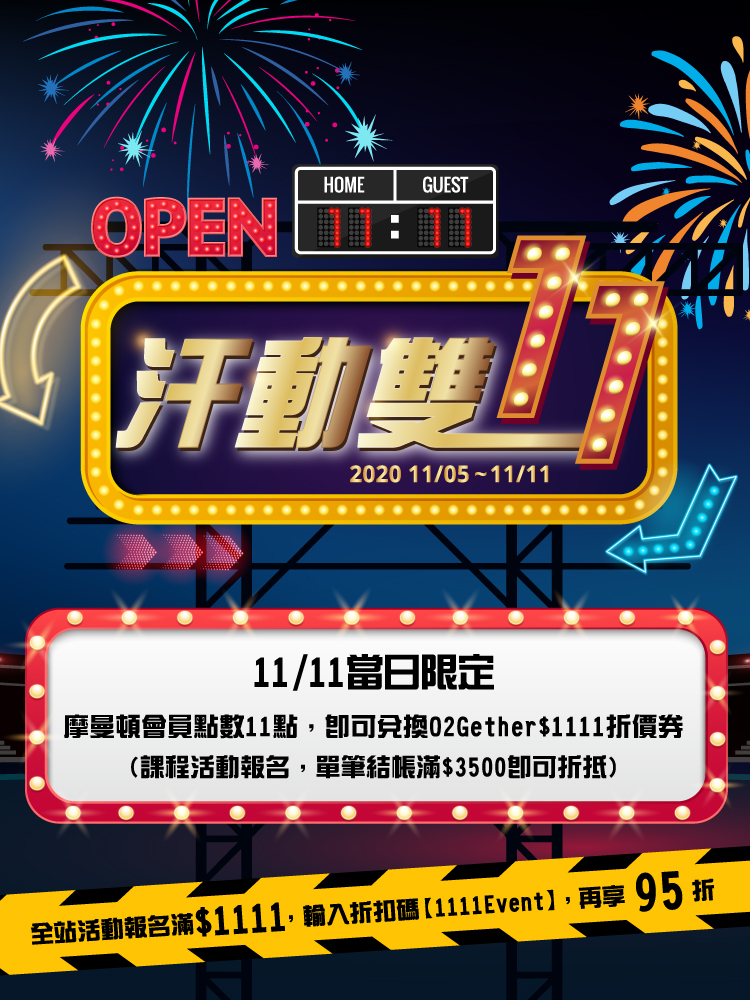 HOME GUEST
OPEN 11:11
汗動雙11
2020 11/05~11/11
11/11當日限定
摩曼頓會員點數11點，即可兌換O2Gether$1111折價券
(課程活動報名，單筆結帳滿$3500即可折抵)
全站活動報名滿$1111，輸入折扣碼【1111Event】，再享 95 折